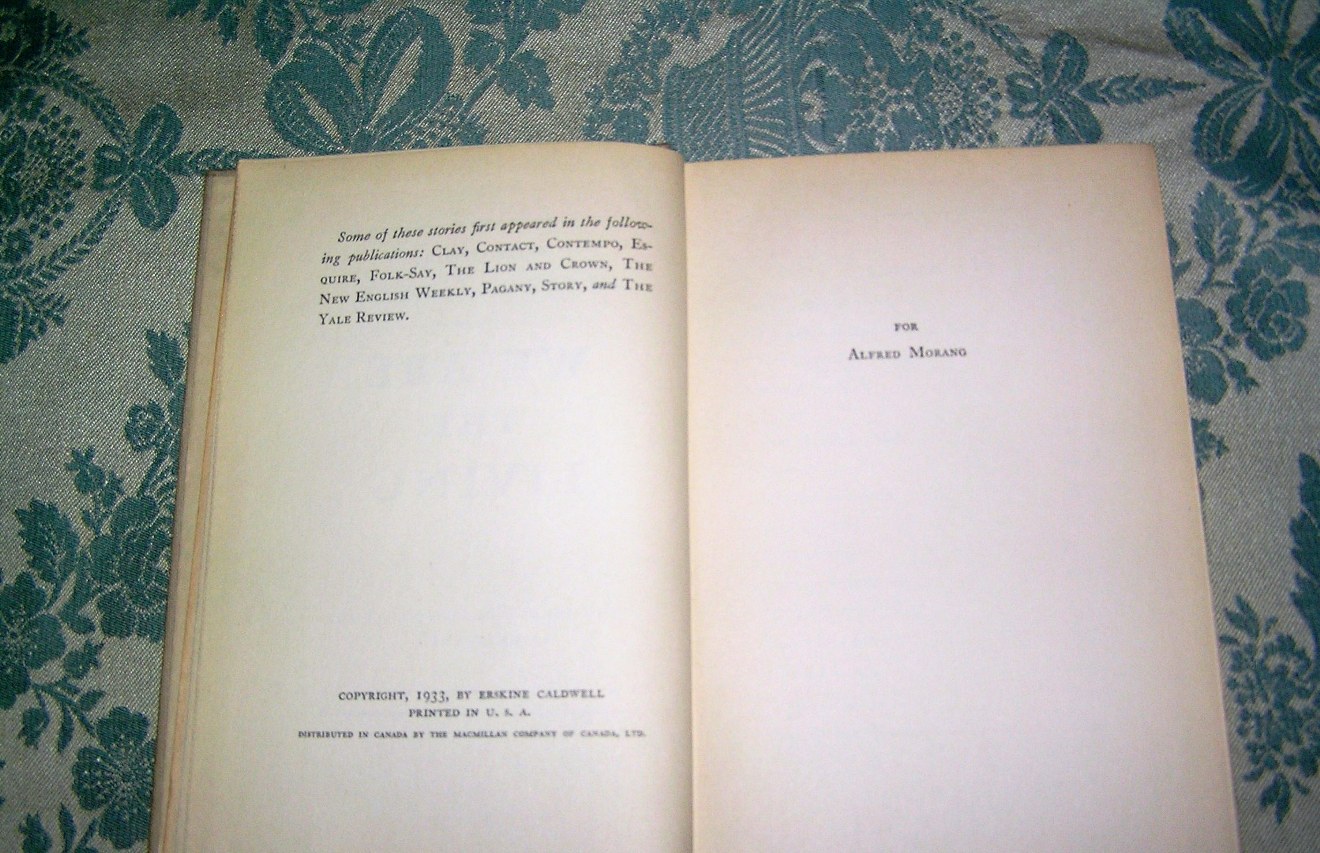 Some of these stories first appeared in the follow-
ing publications: Clay, Contact, Contempo, Es-
quire, Folk-Say, The Lion and Crown, The
New English Weekly, Pagany, Story, and The
Yale Review.
COPYRIGHT, 1933, BY ERSKINE CALDWELL
PRINTED IN U. S. A.
DISTRIBUTED IN CANADA BY THE MACMILLAN COMPANY OF CANADA, LTD.
FOR
Alfred Morang